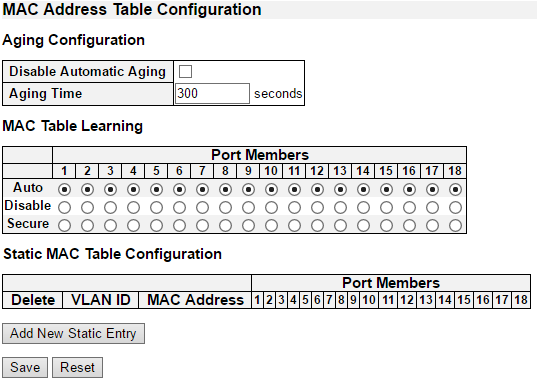 MAC Address Table Configuration
Aging Configuration
Disable Automatic Aging
Aging Time 300 seconds
MAC Table Learning
Port Members
1 2 3 4 5 6 7 8 9 10 11 12 13 14 15 16 17 18
Auto
Disable
Secure
Static MAC Table Configuration
Port Members
Delete VLAN ID MAC Address 1 2 3 4 5 6 7 8 9 10 11 12 13 14 15 16 17 18
Add New Static Entry
Save Reset